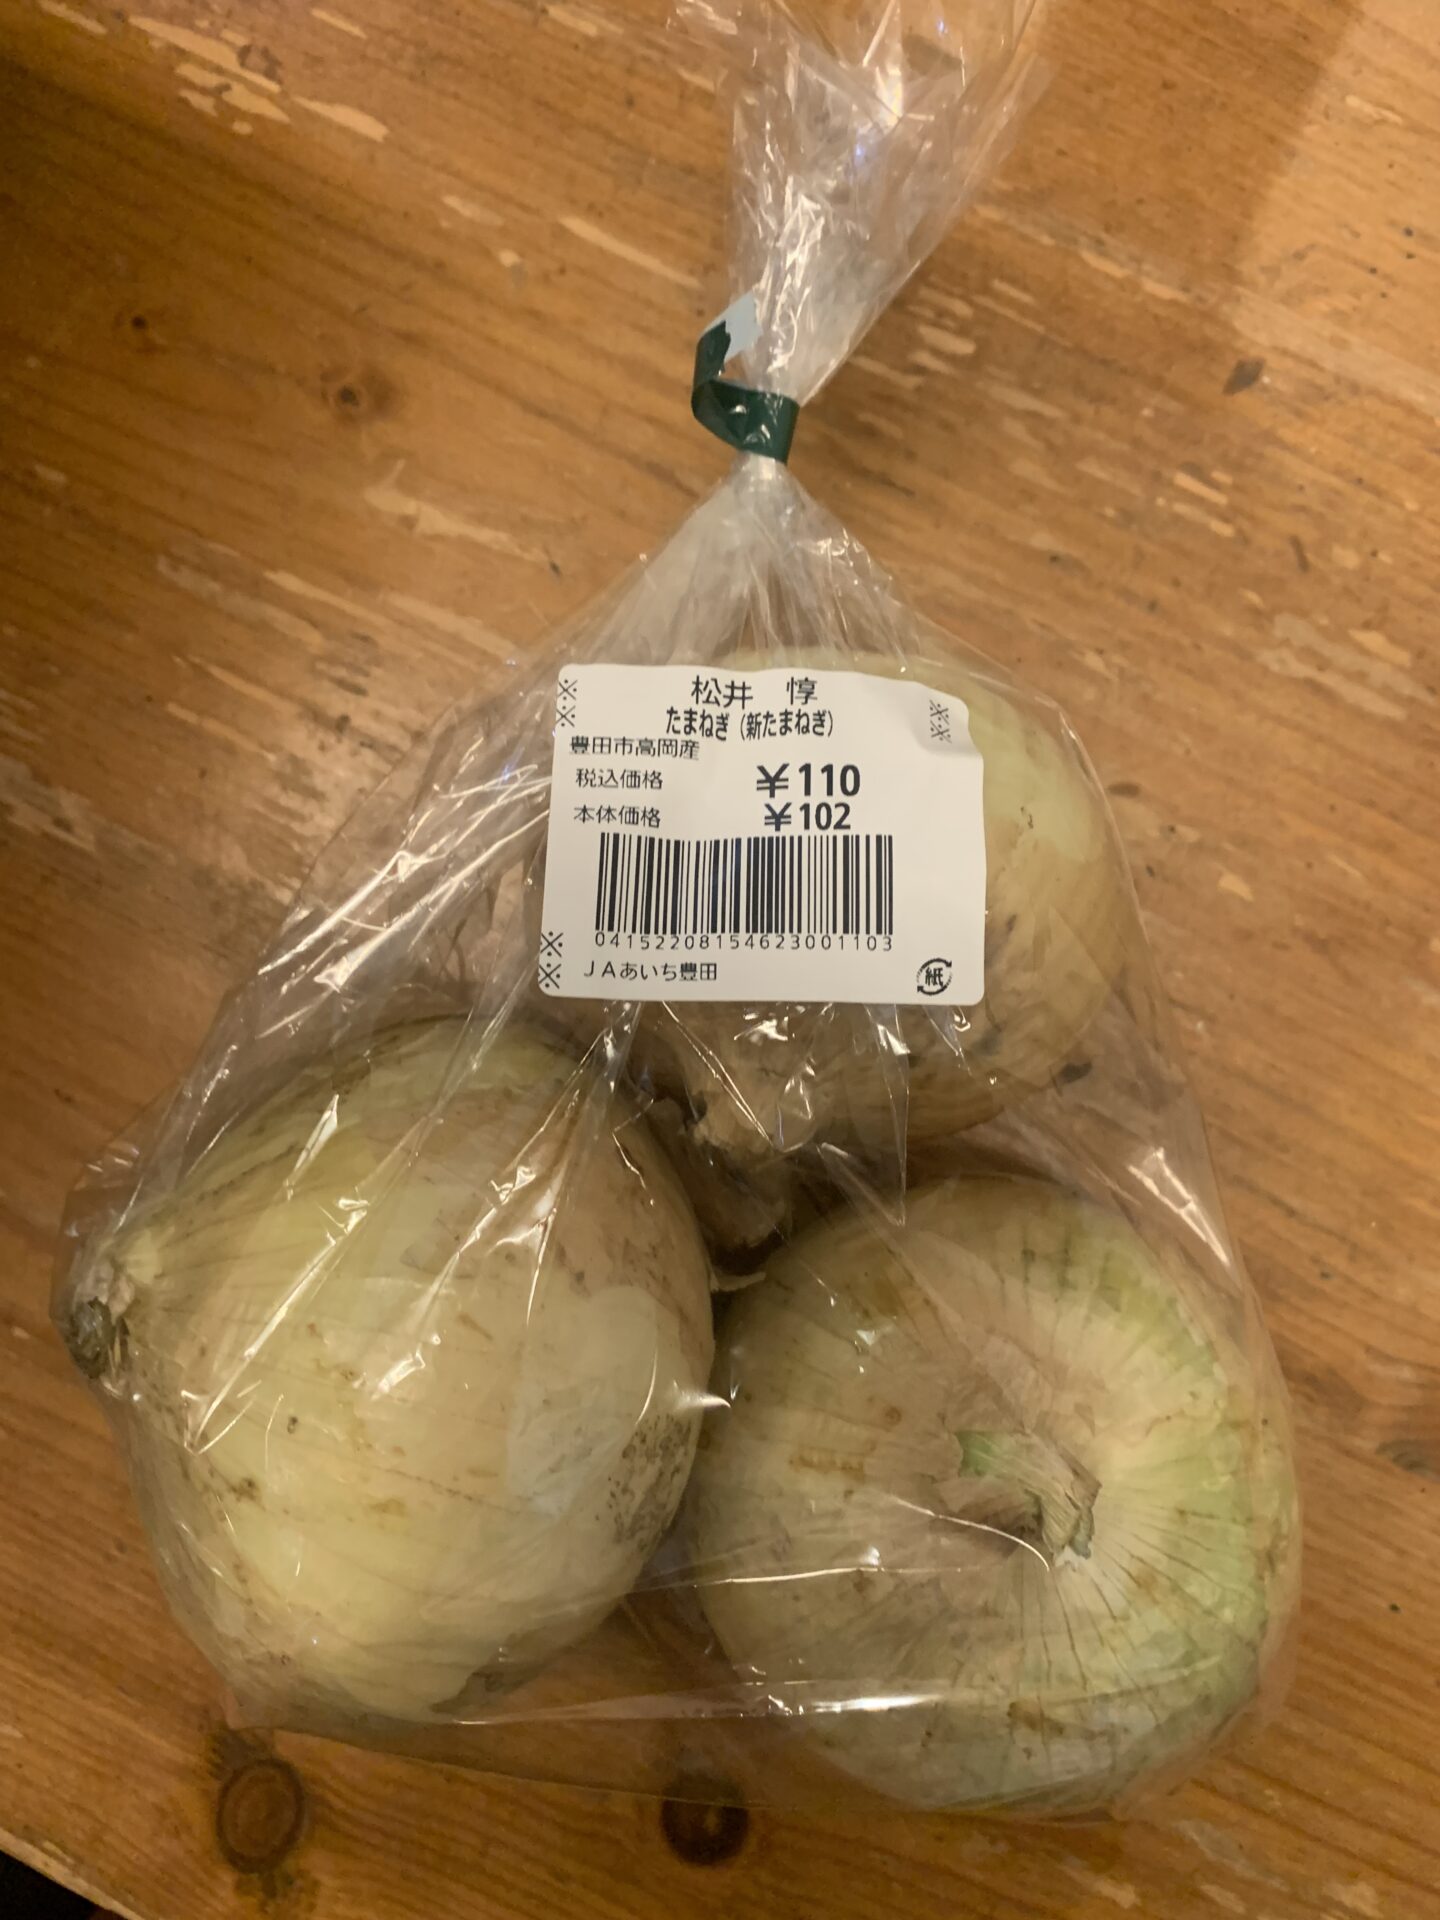 松井 惇
たまねぎ（新たまねぎ）
豊田市高岡産
税込価格 ¥110
本体価格 ¥102
04152208154623001103
ＪＡあいち豊田
紙